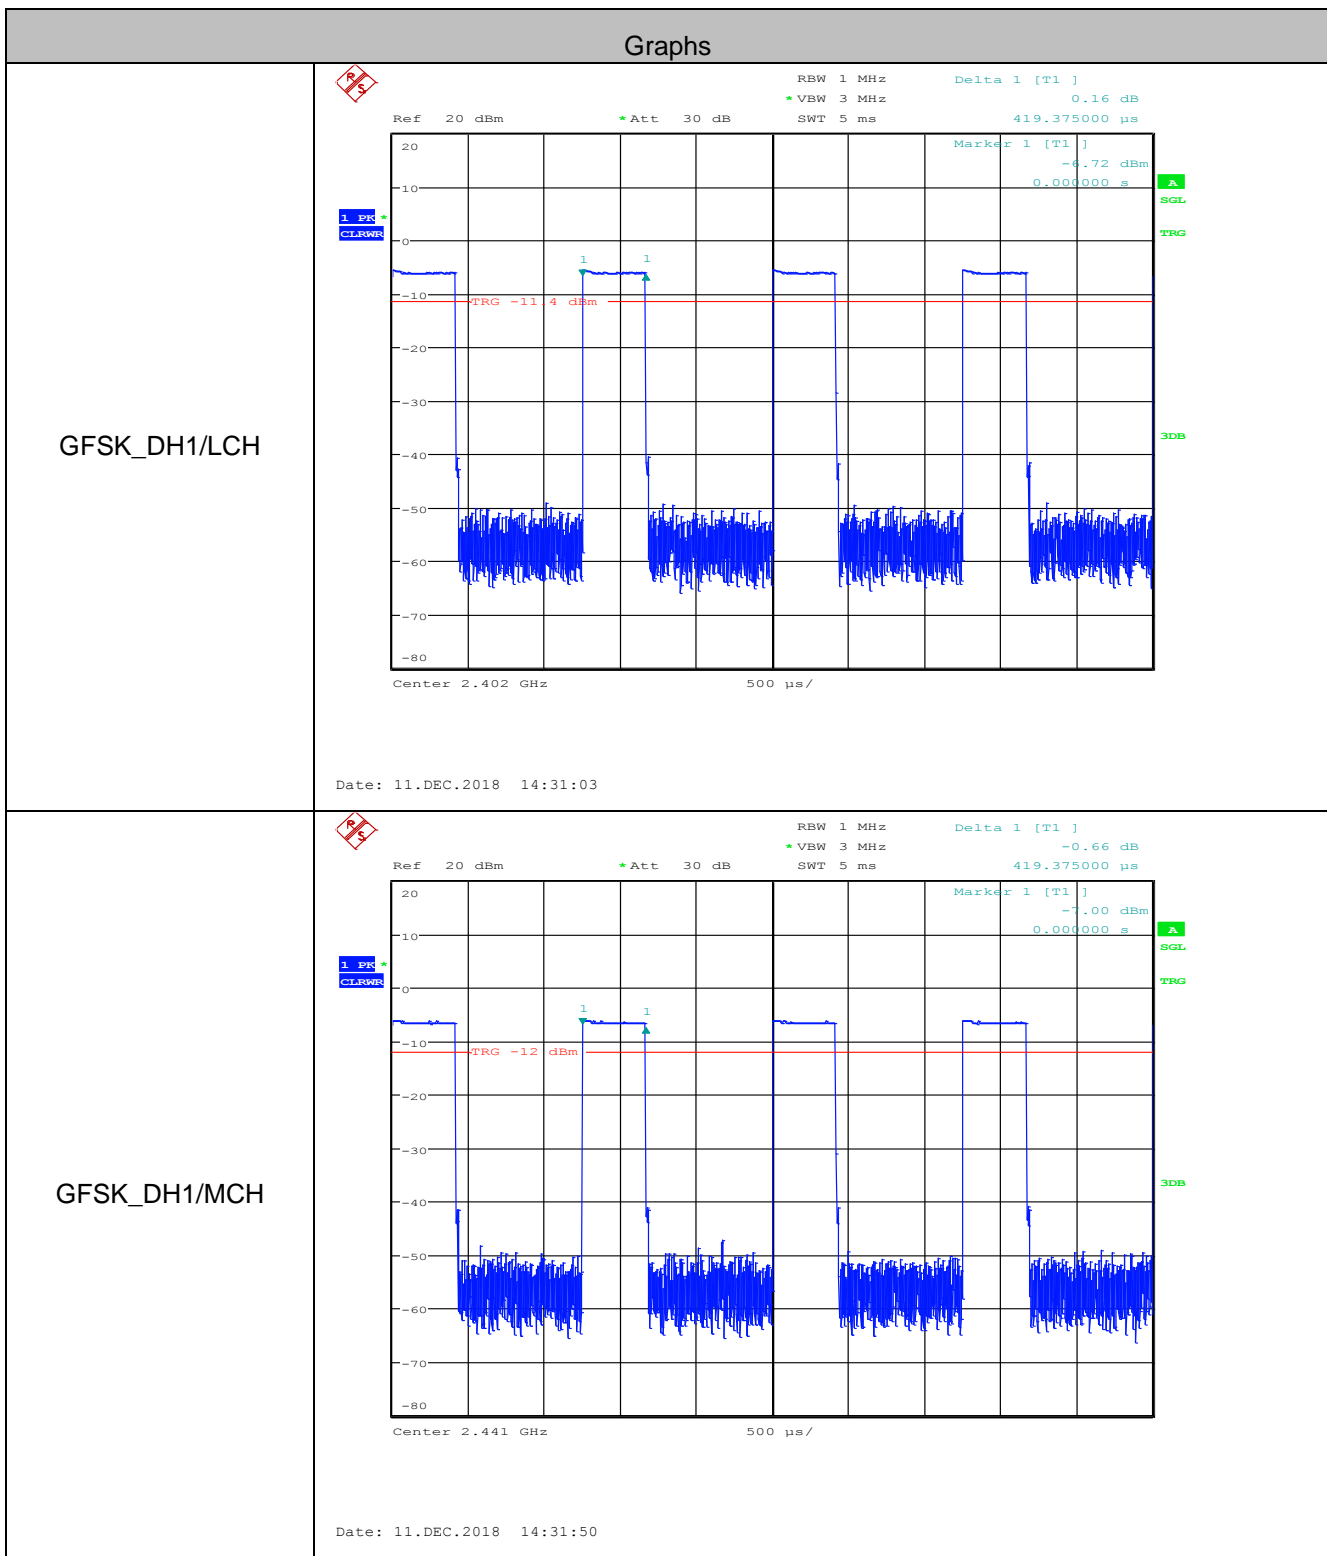 Graphs
GFSK_DH1/LCH
R S
RBW 1 MHz Delta 1 [T1 ]
* VBW 3 MHz 0.16 dB
Ref 20 dBm * Att 30 dB SWT 5 ms 419.375000 µs
20 Marker 1 [T1 ]
-6.72 dBm
10 0.000000 s A
SGL
1 PK *
CLRWR TRG
0
1 1
-10
TRG -11.4 dBm
-20
-30
3DB
-40
-50
-60
-70
-80
Center 2.402 GHz 500 µs/
Date: 11.DEC.2018 14:31:03
GFSK_DH1/MCH
R S
RBW 1 MHz Delta 1 [T1 ]
* VBW 3 MHz -0.66 dB
Ref 20 dBm * Att 30 dB SWT 5 ms 419.375000 µs
20 Marker 1 [T1 ]
-7.00 dBm
10 0.000000 s A
SGL
1 PK *
CLRWR TRG
0
1 1
-10
TRG -12 dBm
-20
-30
3DB
-40
-50
-60
-70
-80
Center 2.441 GHz 500 µs/
Date: 11.DEC.2018 14:31:50